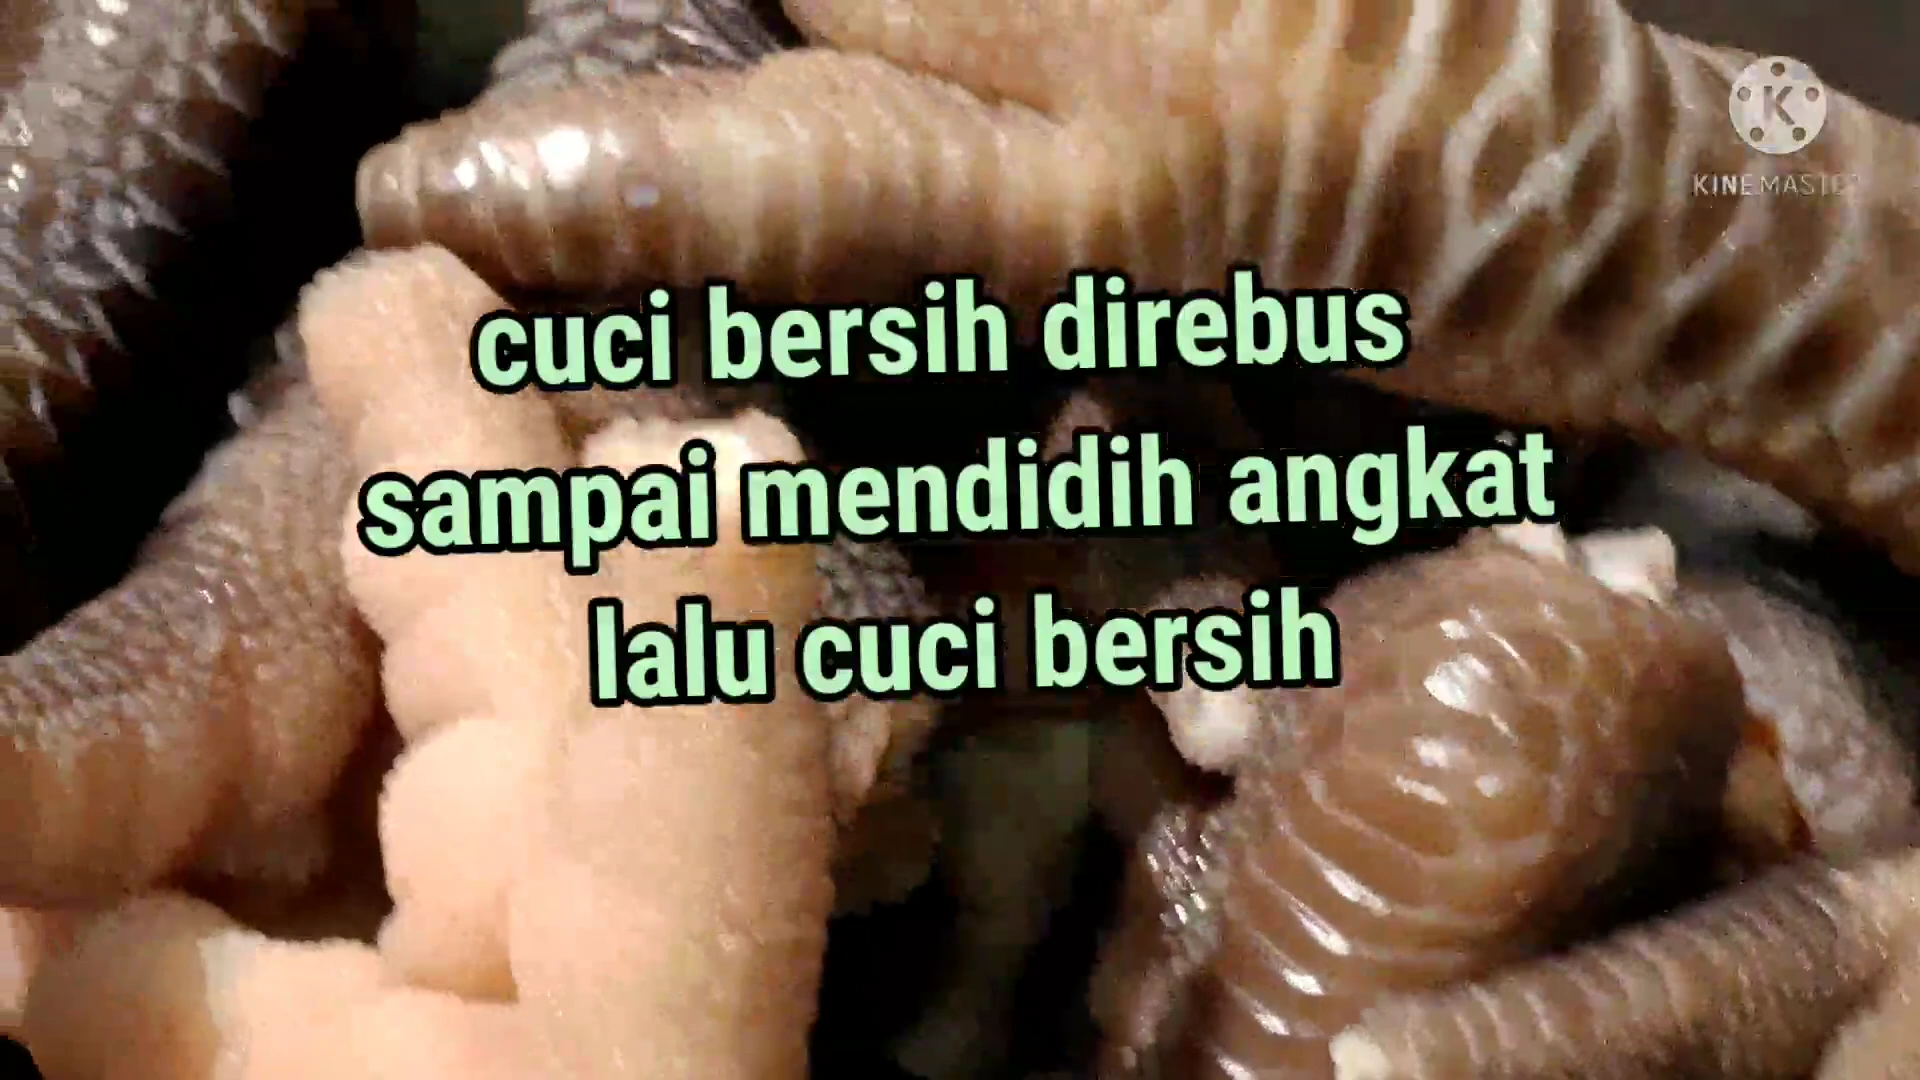 KINEMASTER
cuci bersih direbus
sampai mendidih angkat
lalu cuci bersih